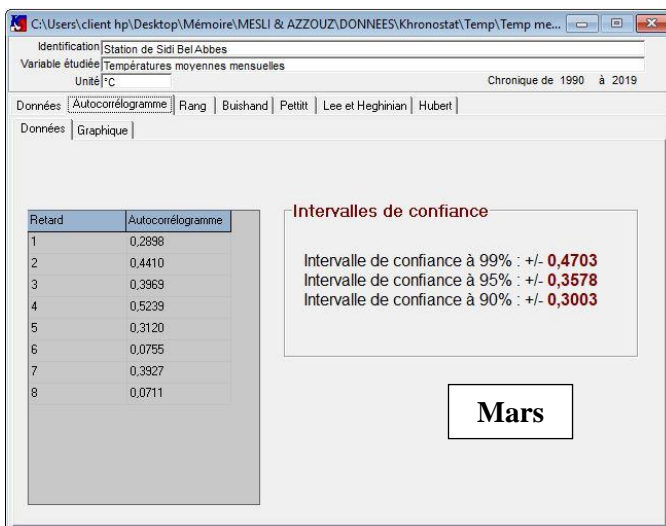 C:\Users\client hp\Desktop\Mémoire\MESLI & AZZOUZ\DONNEES\Khronostat\Temp\Temp me...
Identification Station de Sidi Bel Abbes
Variable étudiée Températures moyennes mensuelles
Unité °C Chronique de 1990 à 2019
Données Autocorrélogramme Rang Buishand Pettitt Lee et Heghinian Hubert
Données Graphique
Retard Autocorrélogramme
1 0,2898
2 0,4410
3 0,3969
4 0,5239
5 0,3120
6 0,0755
7 0,3927
8 0,0711
Intervalles de confiance
Intervalle de confiance à 99% : +/- 0,4703
Intervalle de confiance à 95% : +/- 0,3578
Intervalle de confiance à 90% : +/- 0,3003
Mars